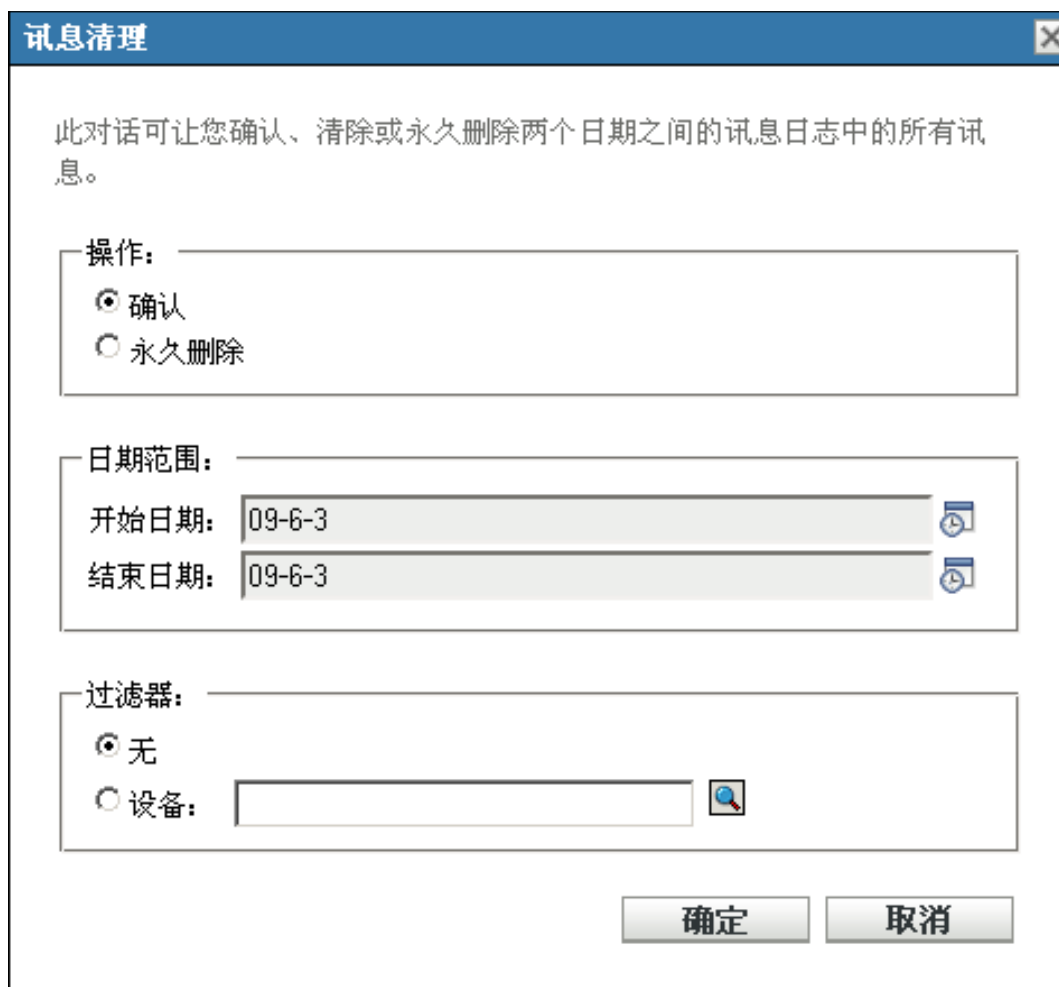 讯息清理
此对话可让您确认、清除或永久删除两个日期之间的讯息日志中的所有讯
息。
操作：
确认
永久删除
日期范围：
开始日期： 09-6-3
结束日期： 09-6-3
过滤器：
无
设备：
确定 取消